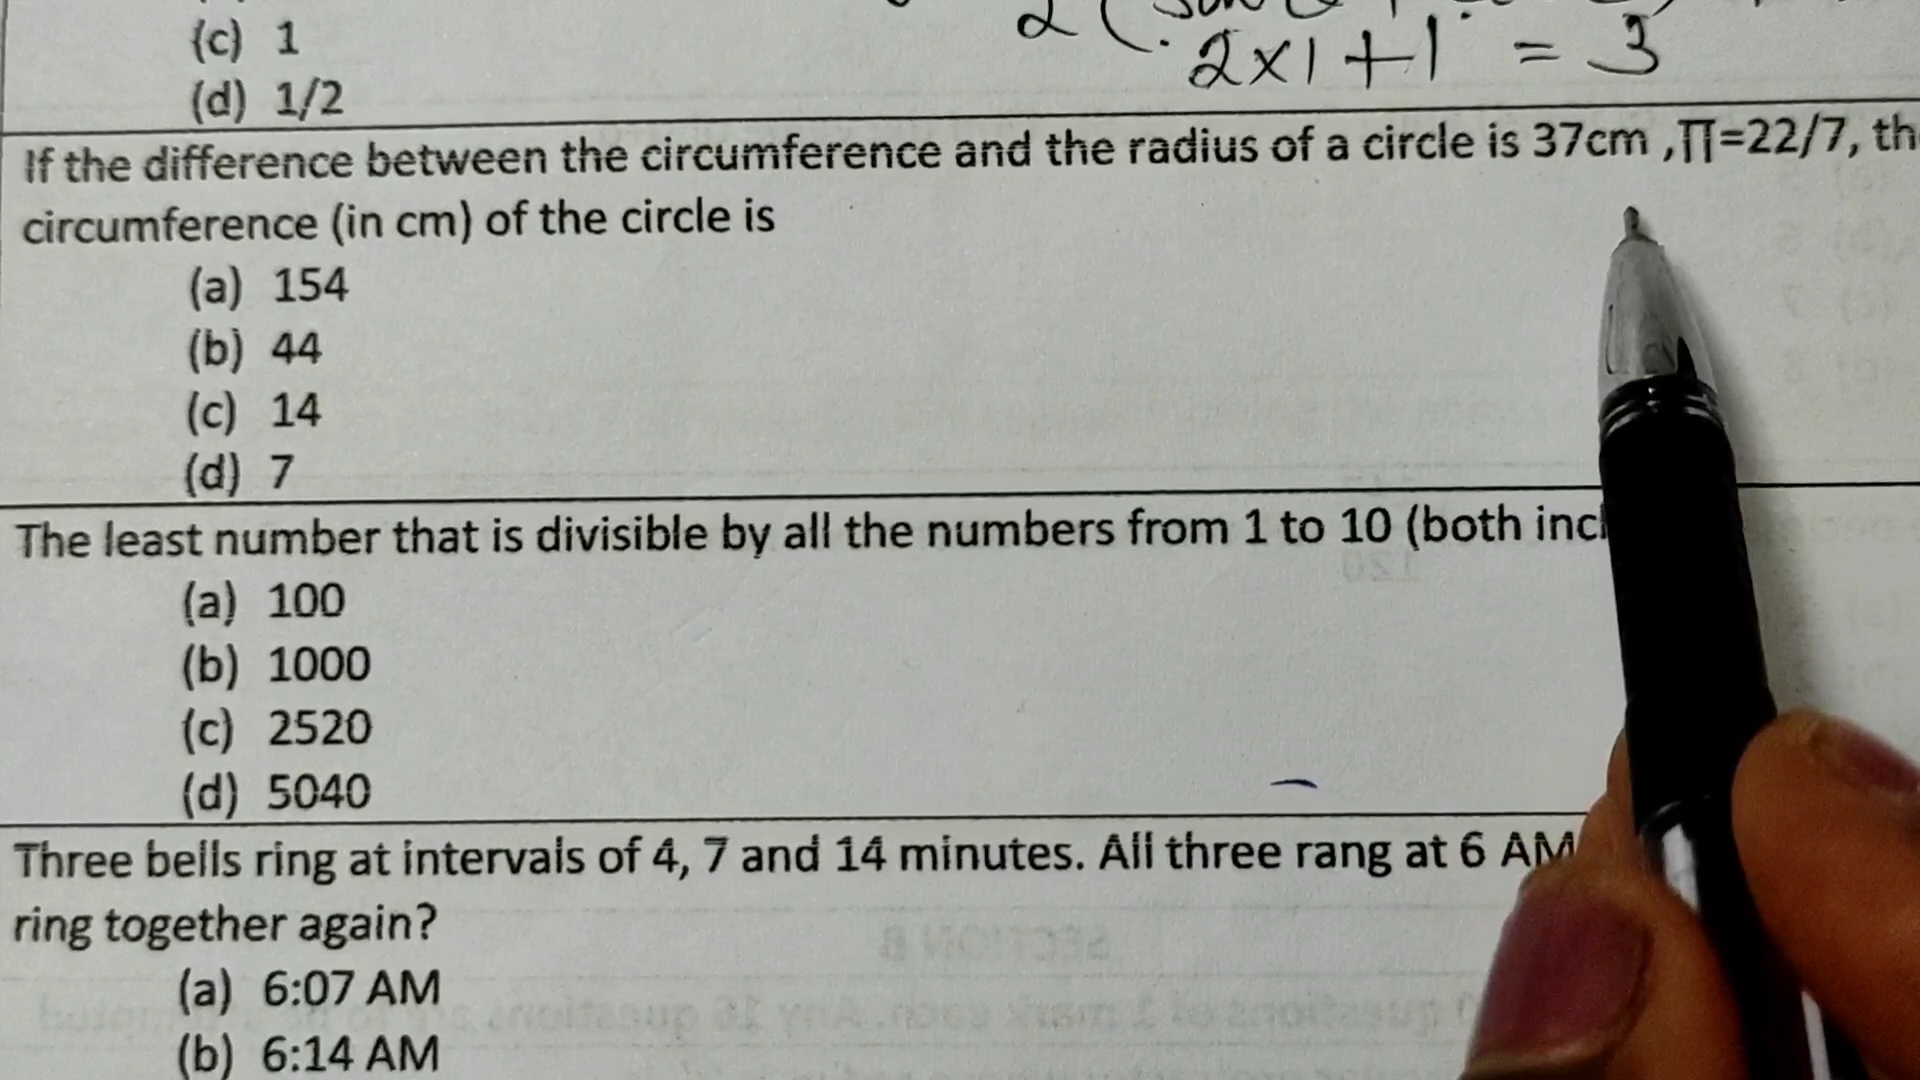 (c) 1
2 (
2x1+1 = 3
(d) 1/2
If the difference between the circumference and the radius of a circle is 37cm ,∏=22/7, th
circumference (in cm) of the circle is
(a) 154
(b) 44
(c) 14
(d) 7
The least number that is divisible by all the numbers from 1 to 10 (both incl
(a) 100
(b) 1000
(c) 2520
(d) 5040
Three bells ring at intervals of 4, 7 and 14 minutes. All three rang at 6 AM
ring together again?
(a) 6:07 AM
(b) 6:14 AM